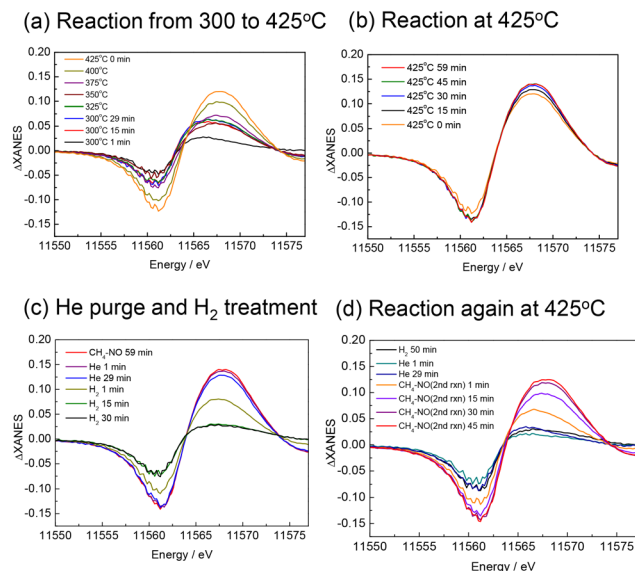 (a) Reaction from 300 to 425°C
0.20
0.15
0.10
0.05
0.00
-0.05
-0.10
-0.15
ΔXANES
425°C 0 min
400°C
375°C
350°C
325°C
300°C 29 min
300°C 15 min
300°C 1 min
11550 11555 11560 11565 11570 11575
Energy / eV
(b) Reaction at 425°C
0.20
0.15
0.10
0.05
0.00
-0.05
-0.10
-0.15
ΔXANES
425°C 59 min
425°C 45 min
425°C 30 min
425°C 15 min
425°C 0 min
11550 11555 11560 11565 11570 11575
Energy / eV
(c) He purge and H₂ treatment
0.20
0.15
0.10
0.05
0.00
-0.05
-0.10
-0.15
ΔXANES
CH₄-NO 59 min
He 1 min
He 29 min
H₂ 1 min
H₂ 15 min
H₂ 30 min
11550 11555 11560 11565 11570 11575
Energy / eV
(d) Reaction again at 425°C
0.20
0.15
0.10
0.05
0.00
-0.05
-0.10
-0.15
ΔXANES
H₂ 50 min
He 1 min
He 29 min
CH₄-NO(2nd rxn) 1 min
CH₄-NO(2nd rxn) 15 min
CH₄-NO(2nd rxn) 30 min
CH₄-NO(2nd rxn) 45 min
11550 11555 11560 11565 11570 11575
Energy / eV